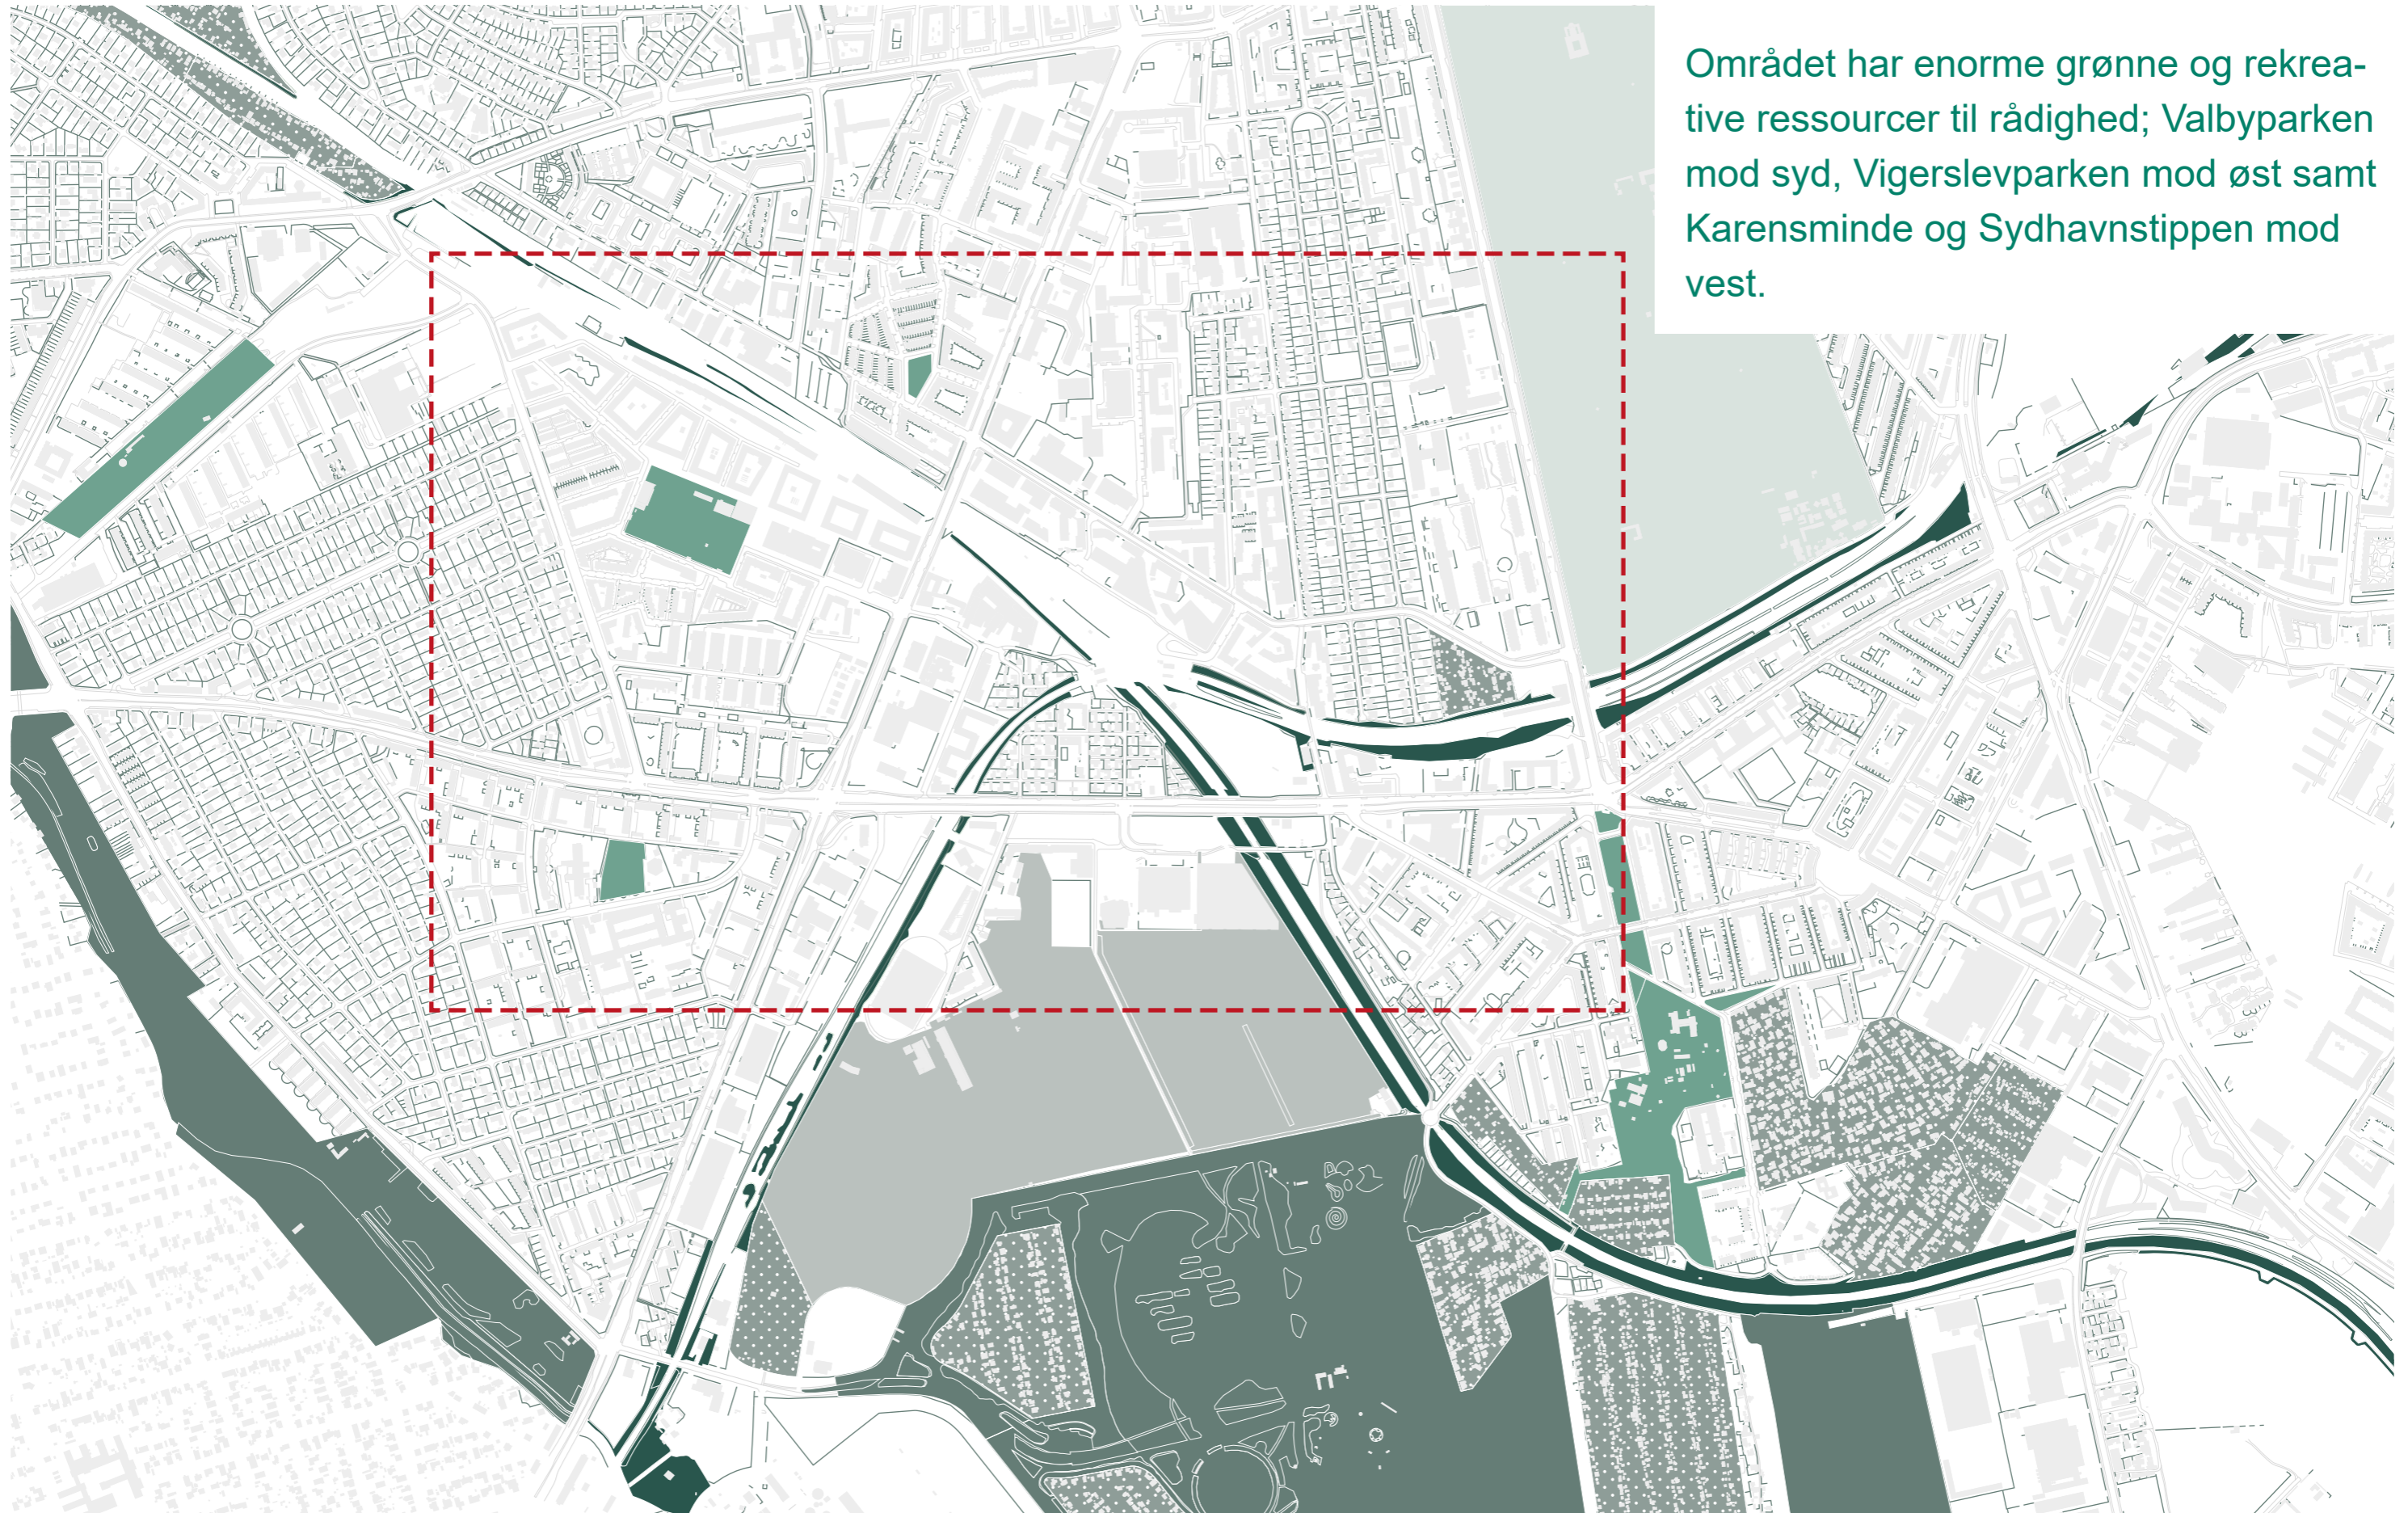 Området har enorme grønne og rekrea-
tive ressourcer til rådighed; Valbyparken
mod syd, Vigerslevparken mod øst samt
Karensminde og Sydhavnstippen mod
vest.